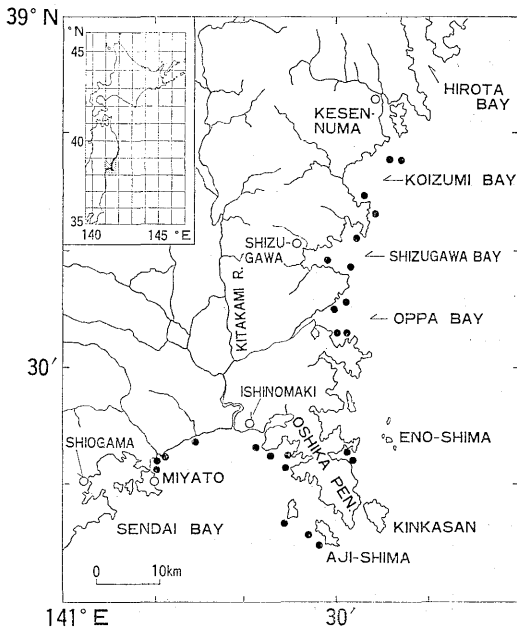 39° N
45
40
35
140
145
°E
HIROTA
BAY
KESEN-
NUMA
KOIZUMI BAY
SHIZU-
GAWA
SHIZUGAWA BAY
KITAKAMI R.
OPPA BAY
30'
ISHINOMAKI
SHIOGAMA
OSHIKA PEN.
ENO-SHIMA
MIYATO
KINKASAN
SENDAI BAY
AJI-SHIMA
0
10km
141° E
30'